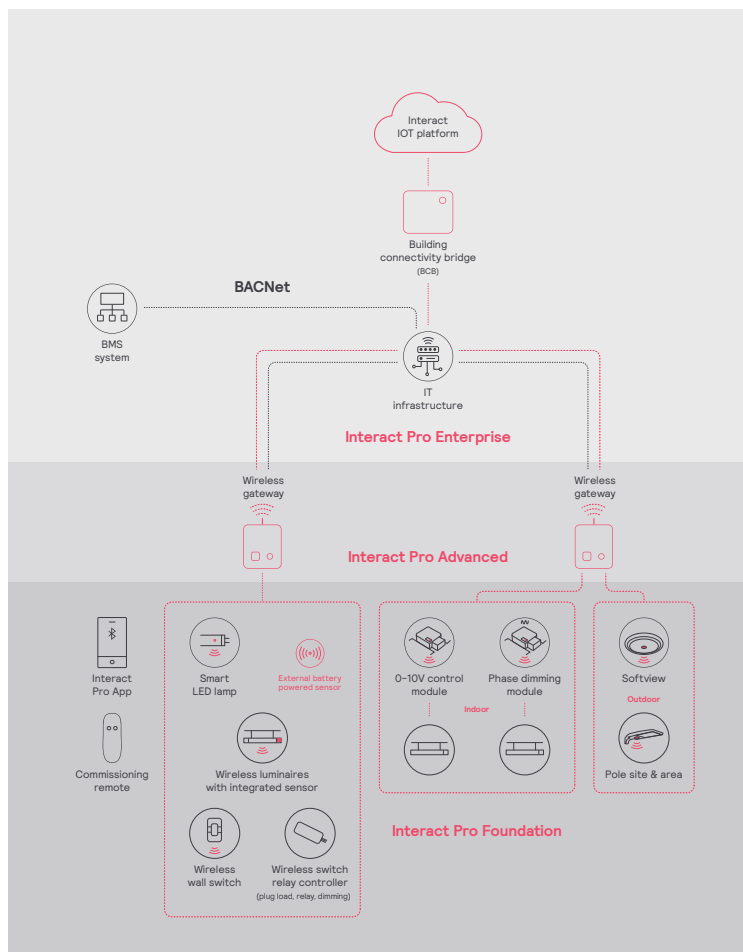 Interact
IOT platform
Building
connectivity bridge
(BCB)
BACNet
BMS
system
IT
infrastructure
Interact Pro Enterprise
Wireless
gateway
Wireless
gateway
Interact Pro Advanced
Interact
Pro App
Smart
LED lamp
External battery
powered sensor
0–10V control
module
Phase dimming
module
Softview
Indoor
Outdoor
Commissioning
remote
Wireless luminaires
with integrated sensor
Pole site & area
Interact Pro Foundation
Wireless
wall switch
Wireless switch
relay controller
(plug load, relay, dimming)